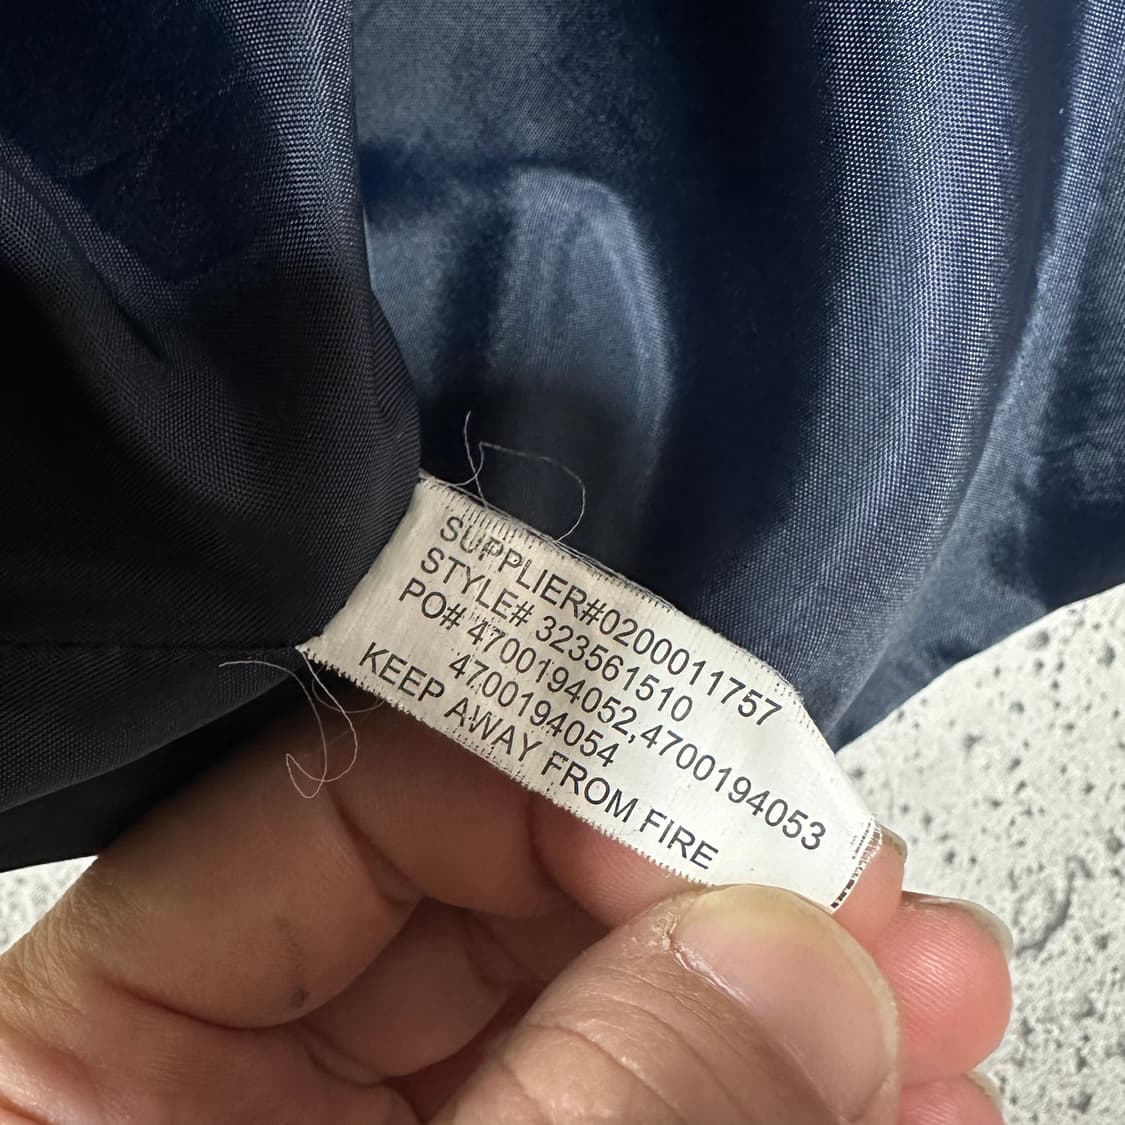 SUPPLIER#0200011757
STYLE# 323561510
PO# 4700194052,4700194053
4700194054
KEEP AWAY FROM FIRE